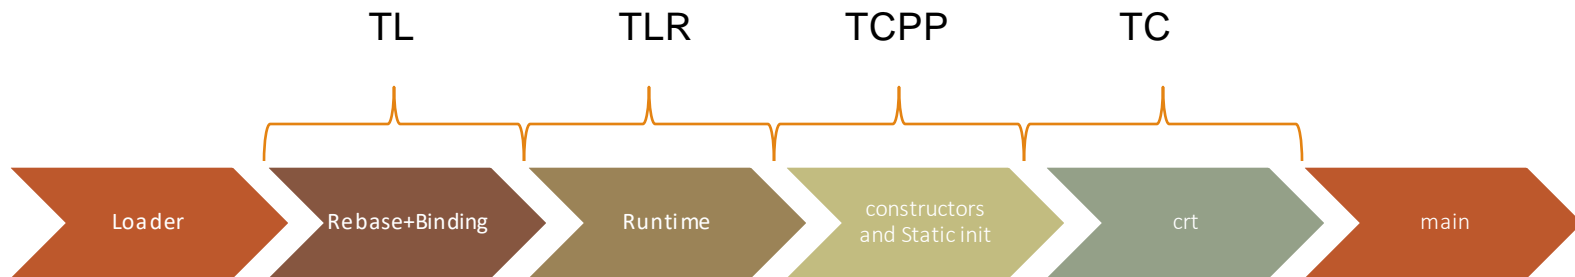 TL
TLR
TCPP
TC
Loader
Rebase+Binding
Runtime
constructors
and Static init
crt
main